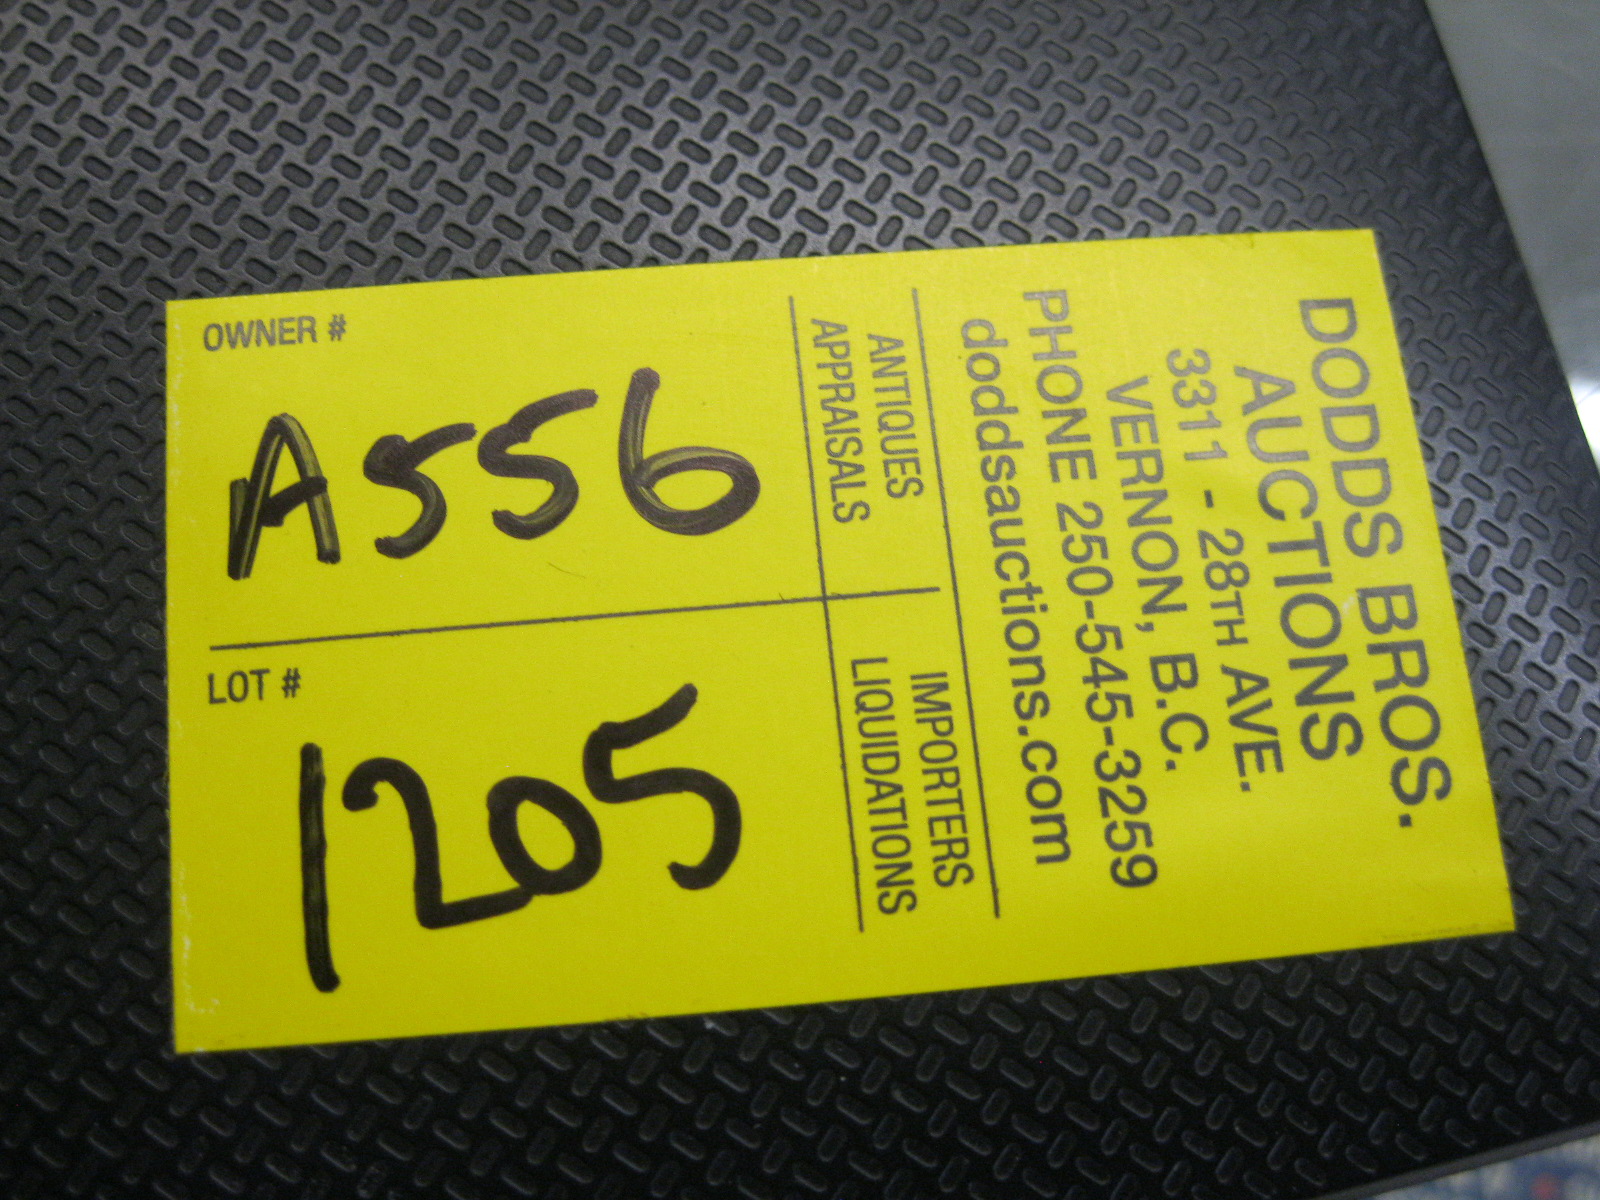 DODDS BROS.
AUCTIONS
3311 - 28TH AVE.
VERNON, B.C.
PHONE 250-545-3259
doddsauctions.com
ANTIQUES
APPRAISALS
IMPORTERS
LIQUIDATIONS
OWNER #
A556
LOT #
1205